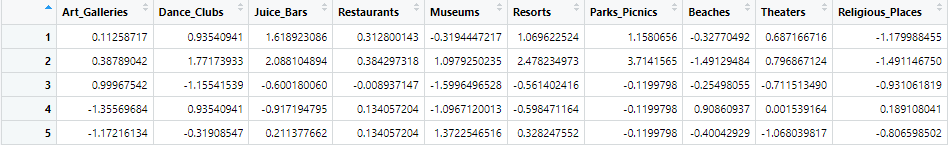 Art_Galleries Dance_Clubs Juice_Bars Restaurants Museums Resorts Parks_Picnics Beaches Theaters Religious_Places
1 0.11258717 0.93540941 1.618923086 0.312800143 -0.3194447217 1.069622524 1.1580656 -0.32770492 0.687166716 -1.179988455
2 0.38789042 1.77173933 2.088104894 0.384297318 1.0979250235 2.478234973 3.7141565 -1.49129484 0.796867124 -1.491146750
3 0.99967542 -1.15541539 -0.600180060 -0.008937147 -1.5996496528 -0.561402416 -0.1199798 -0.25498055 -0.711513490 -0.931061819
4 -1.35569684 0.93540941 -0.917194795 0.134057204 -1.0967120013 -0.598471164 -0.1199798 0.90860937 0.001539164 0.189108041
5 -1.17216134 -0.31908547 0.211377662 0.134057204 1.3722546516 0.328247552 -0.1199798 -0.40042929 -1.068039817 -0.806598502